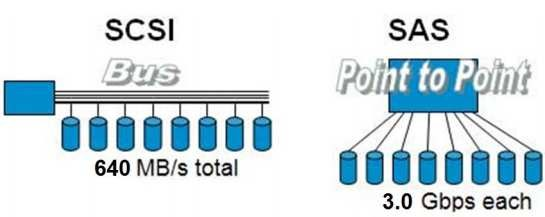 SCSI
Bus
640 MB/s total
SAS
Point to Point
3.0 Gbps each